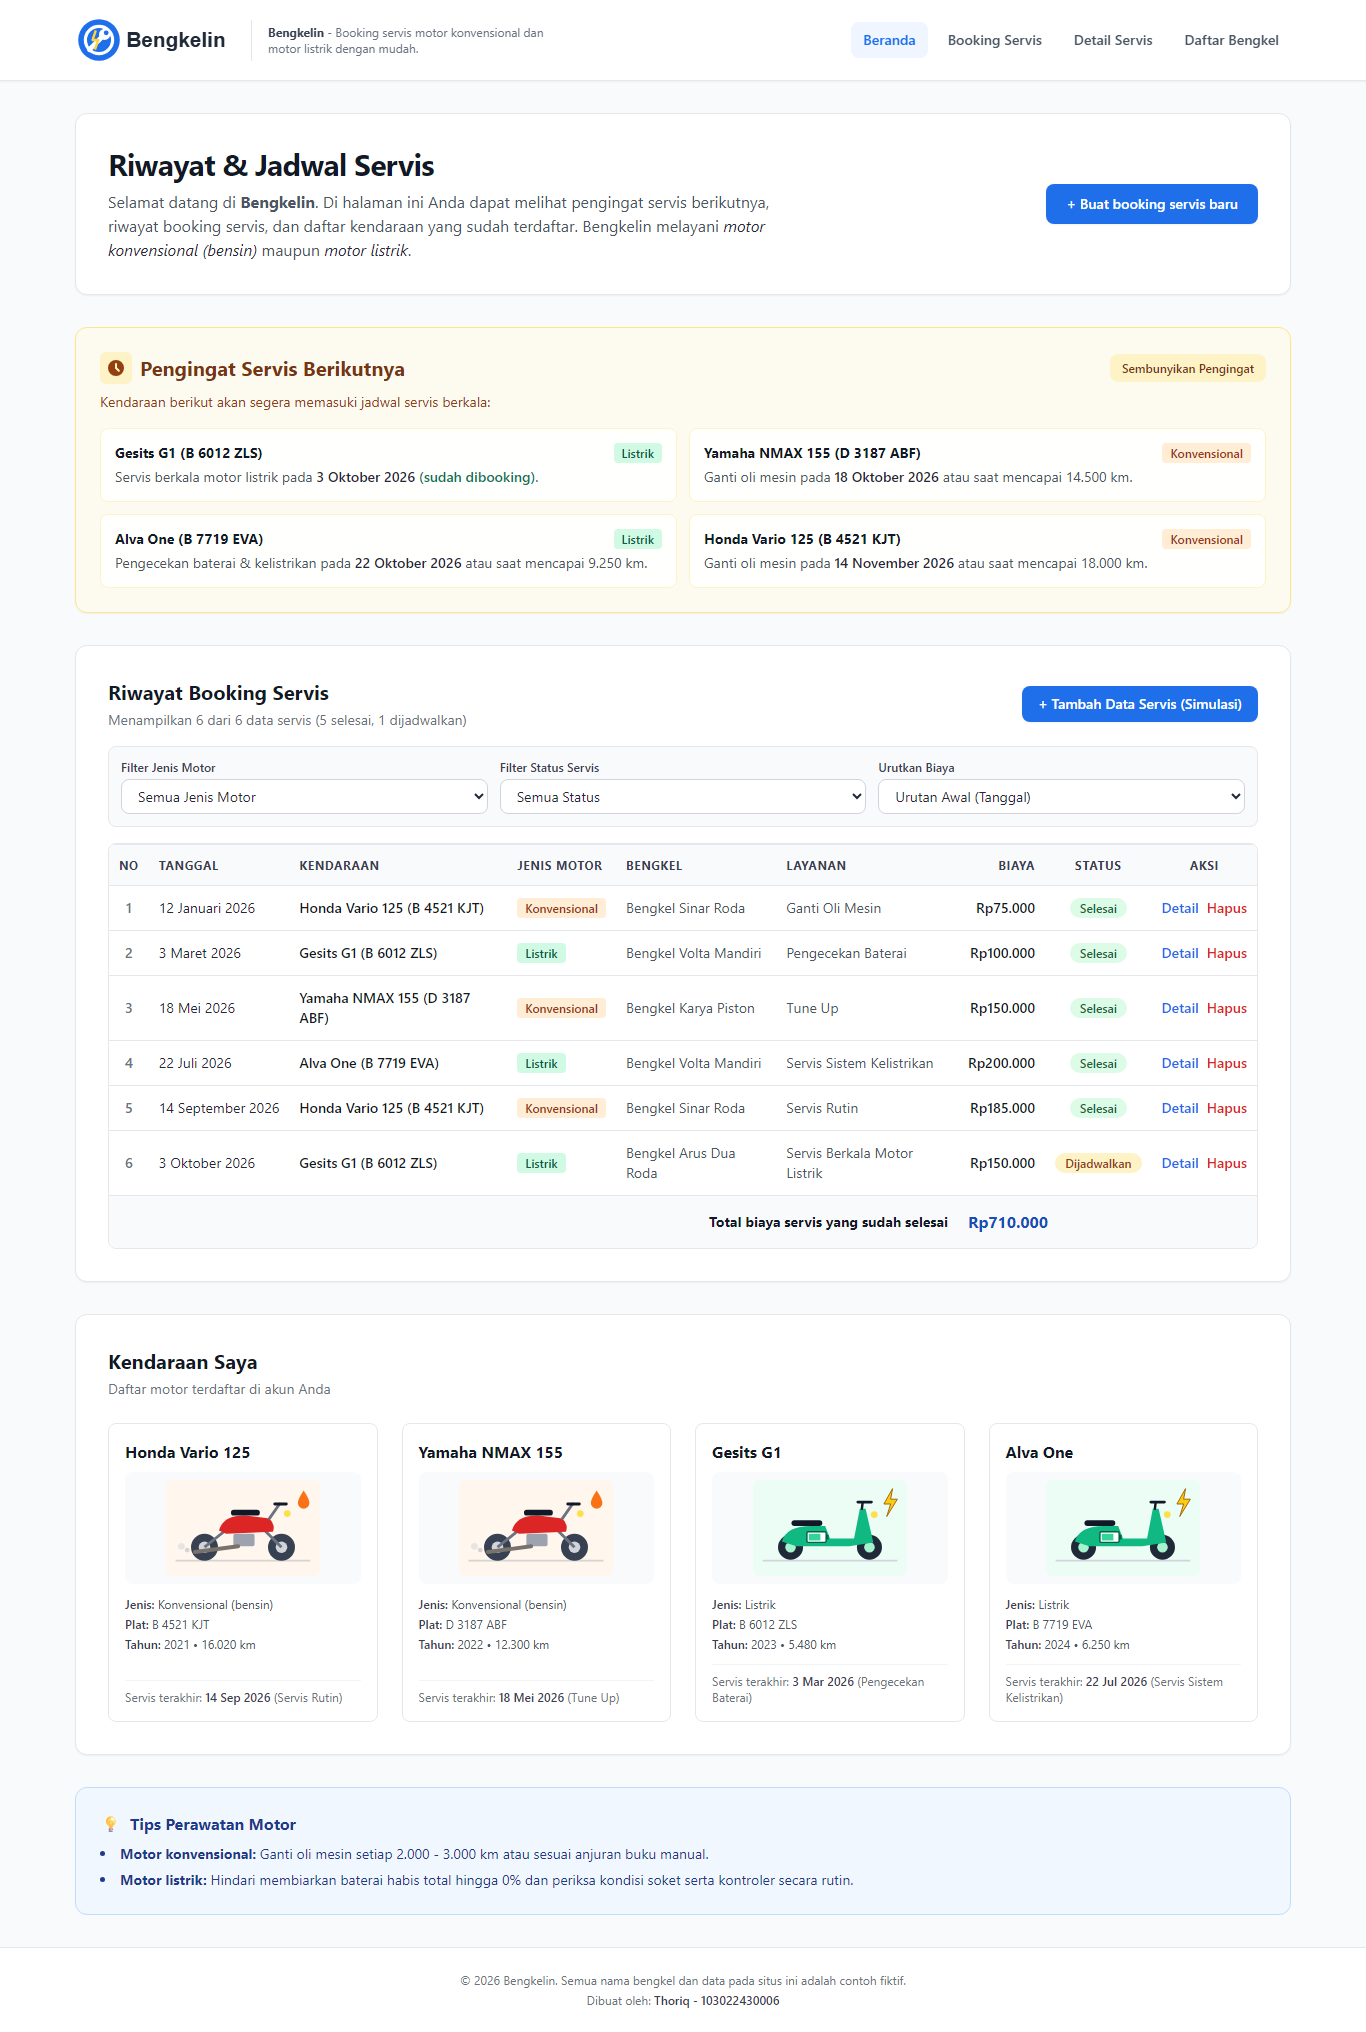 Bengkelin
Bengkelin - Booking servis motor konvensional dan
motor listrik dengan mudah.
Beranda
Booking Servis
Detail Servis
Daftar Bengkel
Riwayat & Jadwal Servis
Selamat datang di Bengkelin. Di halaman ini Anda dapat melihat pengingat servis berikutnya,
riwayat booking servis, dan daftar kendaraan yang sudah terdaftar. Bengkelin melayani motor
konvensional (bensin) maupun motor listrik.
+ Buat booking servis baru
Pengingat Servis Berikutnya
Sembunyikan Pengingat
Kendaraan berikut akan segera memasuki jadwal servis berkala:
Gesits G1 (B 6012 ZLS)
Listrik
Servis berkala motor listrik pada 3 Oktober 2026 (sudah dibooking).
Yamaha NMAX 155 (D 3187 ABF)
Konvensional
Ganti oli mesin pada 18 Oktober 2026 atau saat mencapai 14.500 km.
Alva One (B 7719 EVA)
Listrik
Pengecekan baterai & kelistrikan pada 22 Oktober 2026 atau saat mencapai 9.250 km.
Honda Vario 125 (B 4521 KJT)
Konvensional
Ganti oli mesin pada 14 November 2026 atau saat mencapai 18.000 km.
Riwayat Booking Servis
Menampilkan 6 dari 6 data servis (5 selesai, 1 dijadwalkan)
+ Tambah Data Servis (Simulasi)
Filter Jenis Motor
Semua Jenis Motor
Filter Status Servis
Semua Status
Urutkan Biaya
Urutan Awal (Tanggal)
NO TANGGAL KENDARAAN JENIS MOTOR BENGKEL LAYANAN BIAYA STATUS AKSI
1 12 Januari 2026 Honda Vario 125 (B 4521 KJT) Konvensional Bengkel Sinar Roda Ganti Oli Mesin Rp75.000 Selesai Detail Hapus
2 3 Maret 2026 Gesits G1 (B 6012 ZLS) Listrik Bengkel Volta Mandiri Pengecekan Baterai Rp100.000 Selesai Detail Hapus
3 18 Mei 2026 Yamaha NMAX 155 (D 3187
ABF) Konvensional Bengkel Karya Piston Tune Up Rp150.000 Selesai Detail Hapus
4 22 Juli 2026 Alva One (B 7719 EVA) Listrik Bengkel Volta Mandiri Servis Sistem Kelistrikan Rp200.000 Selesai Detail Hapus
5 14 September 2026 Honda Vario 125 (B 4521 KJT) Konvensional Bengkel Sinar Roda Servis Rutin Rp185.000 Selesai Detail Hapus
6 3 Oktober 2026 Gesits G1 (B 6012 ZLS) Listrik Bengkel Arus Dua
Roda Servis Berkala Motor
Listrik Rp150.000 Dijadwalkan Detail Hapus
Total biaya servis yang sudah selesai Rp710.000
Kendaraan Saya
Daftar motor terdaftar di akun Anda
Honda Vario 125
Jenis: Konvensional (bensin)
Plat: B 4521 KJT
Tahun: 2021 • 16.020 km
Servis terakhir: 14 Sep 2026 (Servis Rutin)
Yamaha NMAX 155
Jenis: Konvensional (bensin)
Plat: D 3187 ABF
Tahun: 2022 • 12.300 km
Servis terakhir: 18 Mei 2026 (Tune Up)
Gesits G1
Jenis: Listrik
Plat: B 6012 ZLS
Tahun: 2023 • 5.480 km
Servis terakhir: 3 Mar 2026 (Pengecekan
Baterai)
Alva One
Jenis: Listrik
Plat: B 7719 EVA
Tahun: 2024 • 6.250 km
Servis terakhir: 22 Jul 2026 (Servis Sistem
Kelistrikan)
Tips Perawatan Motor
• Motor konvensional: Ganti oli mesin setiap 2.000 - 3.000 km atau sesuai anjuran buku manual.
• Motor listrik: Hindari membiarkan baterai habis total hingga 0% dan periksa kondisi soket serta kontroler secara rutin.
© 2026 Bengkelin. Semua nama bengkel dan data pada situs ini adalah contoh fiktif.
Dibuat oleh: Thoriq - 103022430006